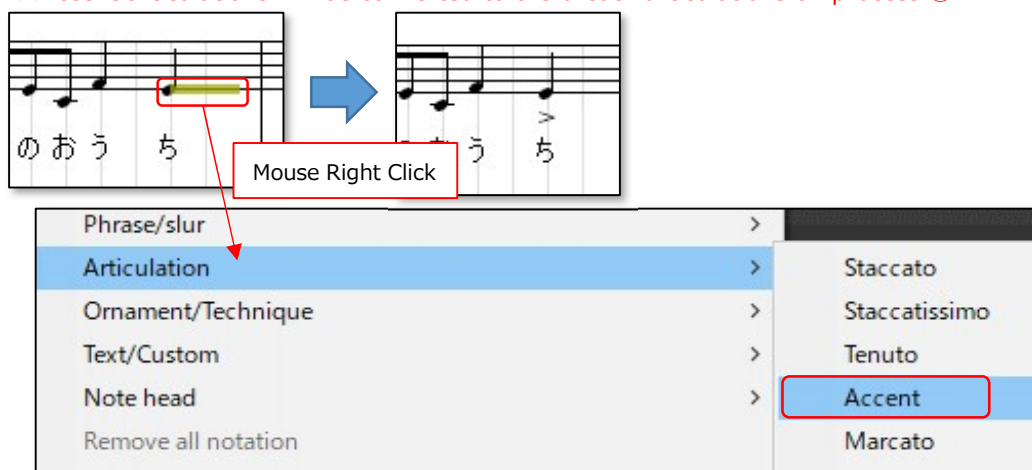 のおう ち
う ち
Mouse Right Click
Phrase/slur >
Articulation > Staccato
Ornament/Technique > Staccatissimo
Text/Custom > Tenuto
Note head > Accent
Remove all notation Marcato